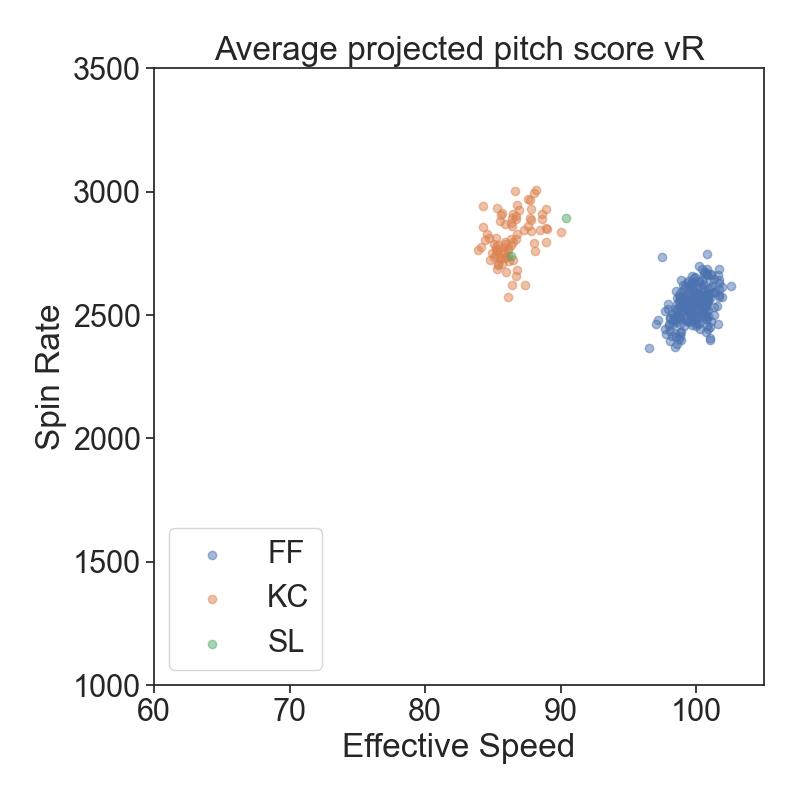 Average projected pitch score vR
3500
3000
2500
2000
1500
1000
Spin Rate
FF
KC
SL
60 70 80 90 100
Effective Speed